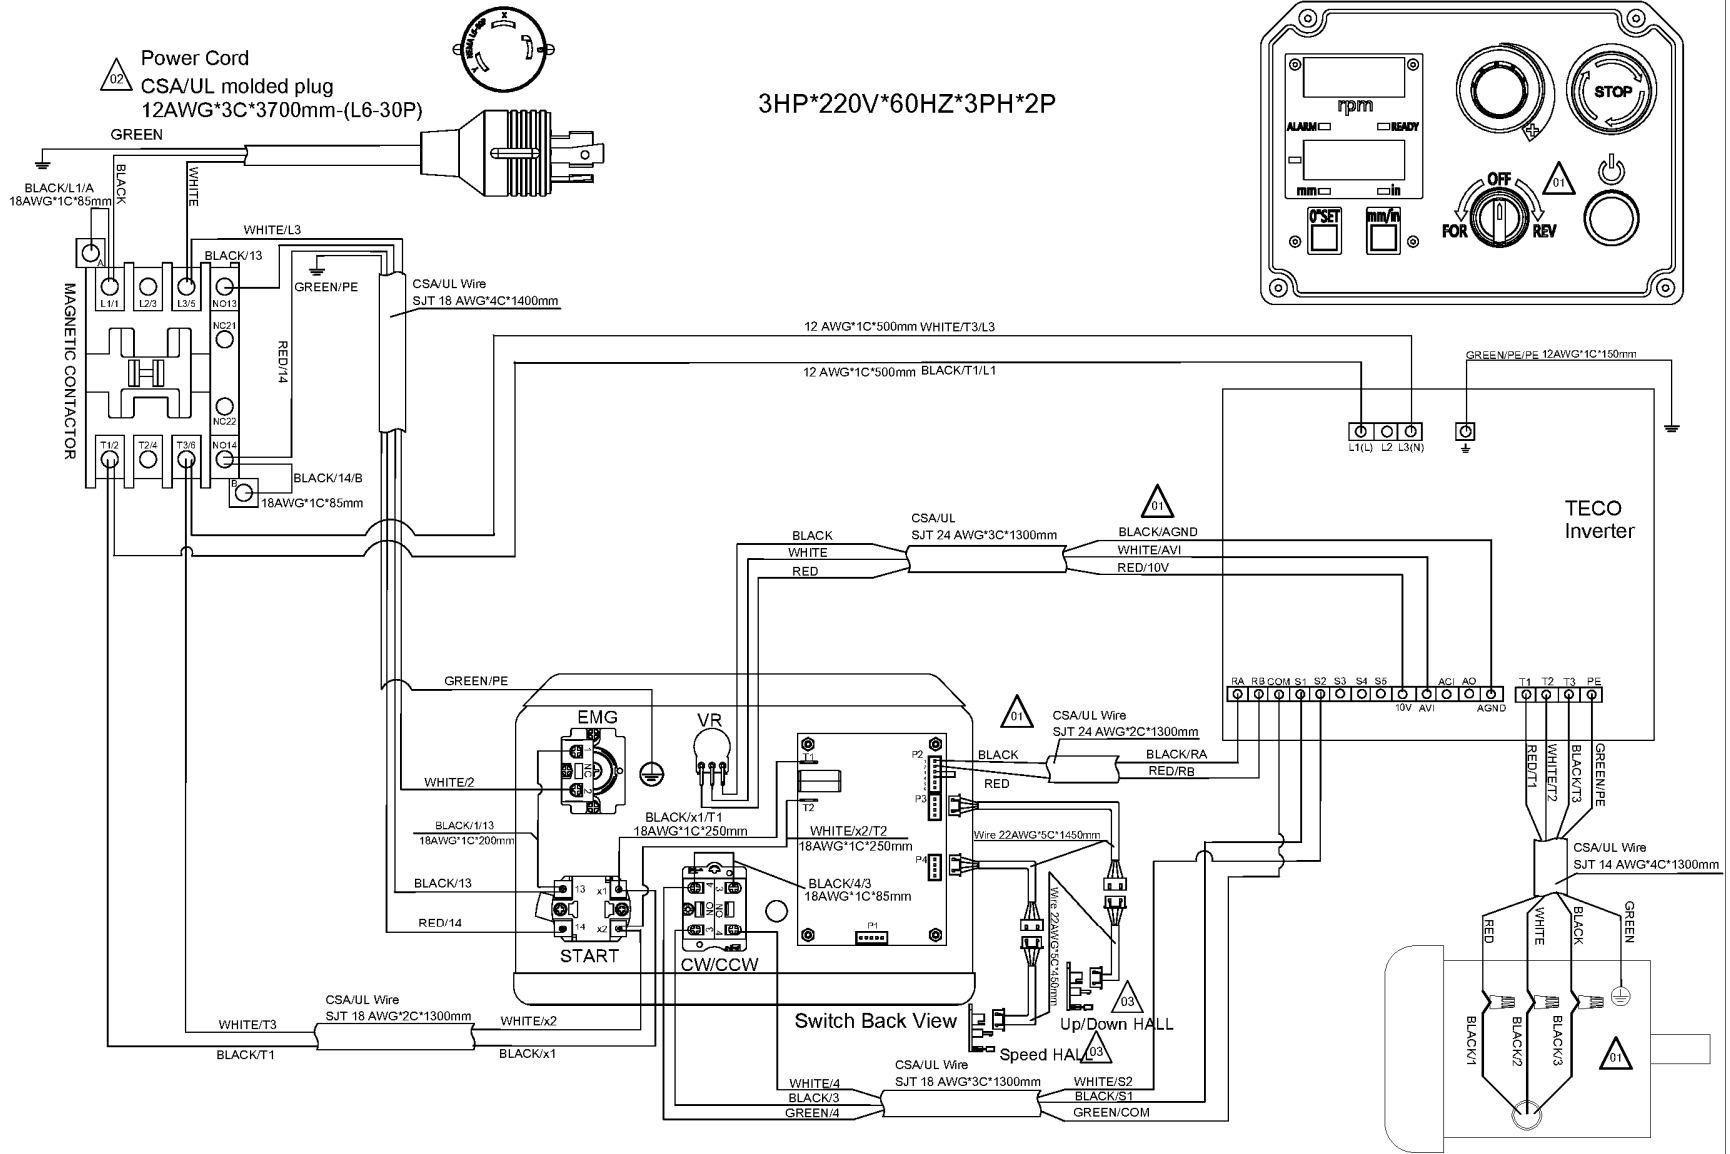 X
NEMA L6-30P
G
Y
02
Power Cord
CSA/UL molded plug
12AWG*3C*3700mm-(L6-30P)
3HP*220V*60HZ*3PH*2P
rpm
ALARM
READY
mm
in
0"SET
mm/in
STOP
OFF
FOR
REV
01
GREEN
BLACK
WHITE
BLACK/L1/A
18AWG*1C*85mm
WHITE/L3
BLACK/13
GREEN/PE
CSA/UL Wire
SJT 18 AWG*4C*1400mm
A
L1/1
L2/3
L3/5
NO13
NC21
MAGNETIC CONTACTOR
RED/14
NC22
T1/2
T2/4
T3/6
NO14
B
BLACK/14/B
18AWG*1C*85mm
12 AWG*1C*500mm WHITE/T3/L3
12 AWG*1C*500mm BLACK/T1/L1
GREEN/PE/PE 12AWG*1C*150mm
L1(L)
L2
L3(N)
TECO
Inverter
01
CSA/UL
SJT 24 AWG*3C*1300mm
BLACK
WHITE
RED
BLACK/AGND
WHITE/AVI
RED/10V
RA
RB
COM
S1
S2
S3
S4
S5
10V
AVI
ACI
AO
AGND
T1
T2
T3
PE
GREEN/PE
EMG
1
NC
2
VR
WHITE/2
BLACK/1/13
18AWG*1C*200mm
BLACK/x1/T1
18AWG*1C*250mm
WHITE/x2/T2
18AWG*1C*250mm
T1
T2
P2
P3
P4
P1
01
CSA/UL Wire
SJT 24 AWG*2C*1300mm
BLACK
RED
BLACK/RA
RED/RB
Wire 22AWG*5C*1450mm
Wire 22AWG*5C*450mm
BLACK/4/3
18AWG*1C*85mm
BLACK/13
RED/14
13
x1
14
x2
START
4
3
NO
NO
3
4
CW/CCW
Switch Back View
03
Up/Down HALL
Speed HALL
03
WHITE/T3
BLACK/T1
CSA/UL Wire
SJT 18 AWG*2C*1300mm
WHITE/x2
BLACK/x1
WHITE/4
BLACK/3
GREEN/4
CSA/UL Wire
SJT 18 AWG*3C*1300mm
WHITE/S2
BLACK/S1
GREEN/COM
RED/T1
WHITE/T2
BLACK/T3
GREEN/PE
CSA/UL Wire
SJT 14 AWG*4C*1300mm
RED
WHITE
BLACK
GREEN
BLACK/1
BLACK/2
BLACK/3
01